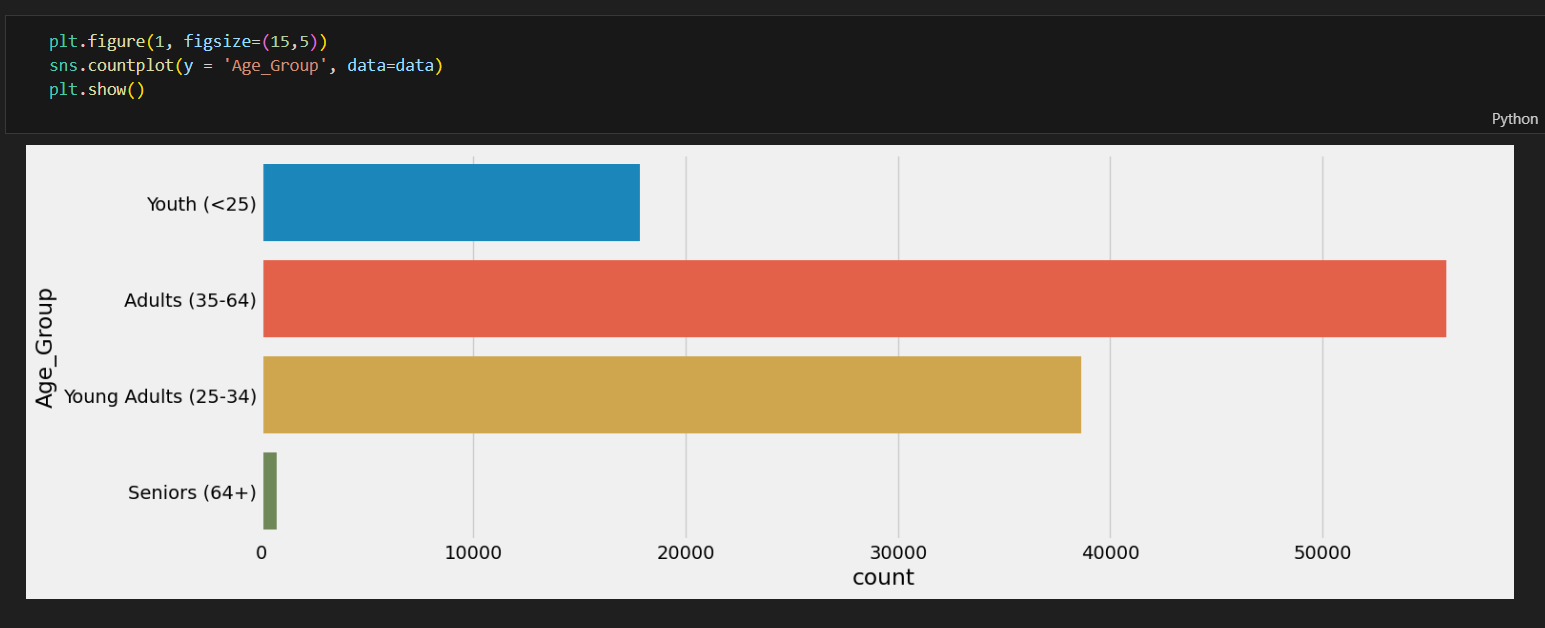 plt.figure(1, figsize=(15,5))
sns.countplot(y = 'Age_Group', data=data)
plt.show()
Python
Age_Group
Youth (<25)
Adults (35-64)
Young Adults (25-34)
Seniors (64+)
0 10000 20000 30000 40000 50000
count